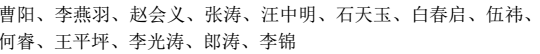 曹阳、李燕羽、赵会义、张涛、汪中明、石天玉、白春启、伍祎、
何睿、王平坪、李光涛、郎涛、李锦